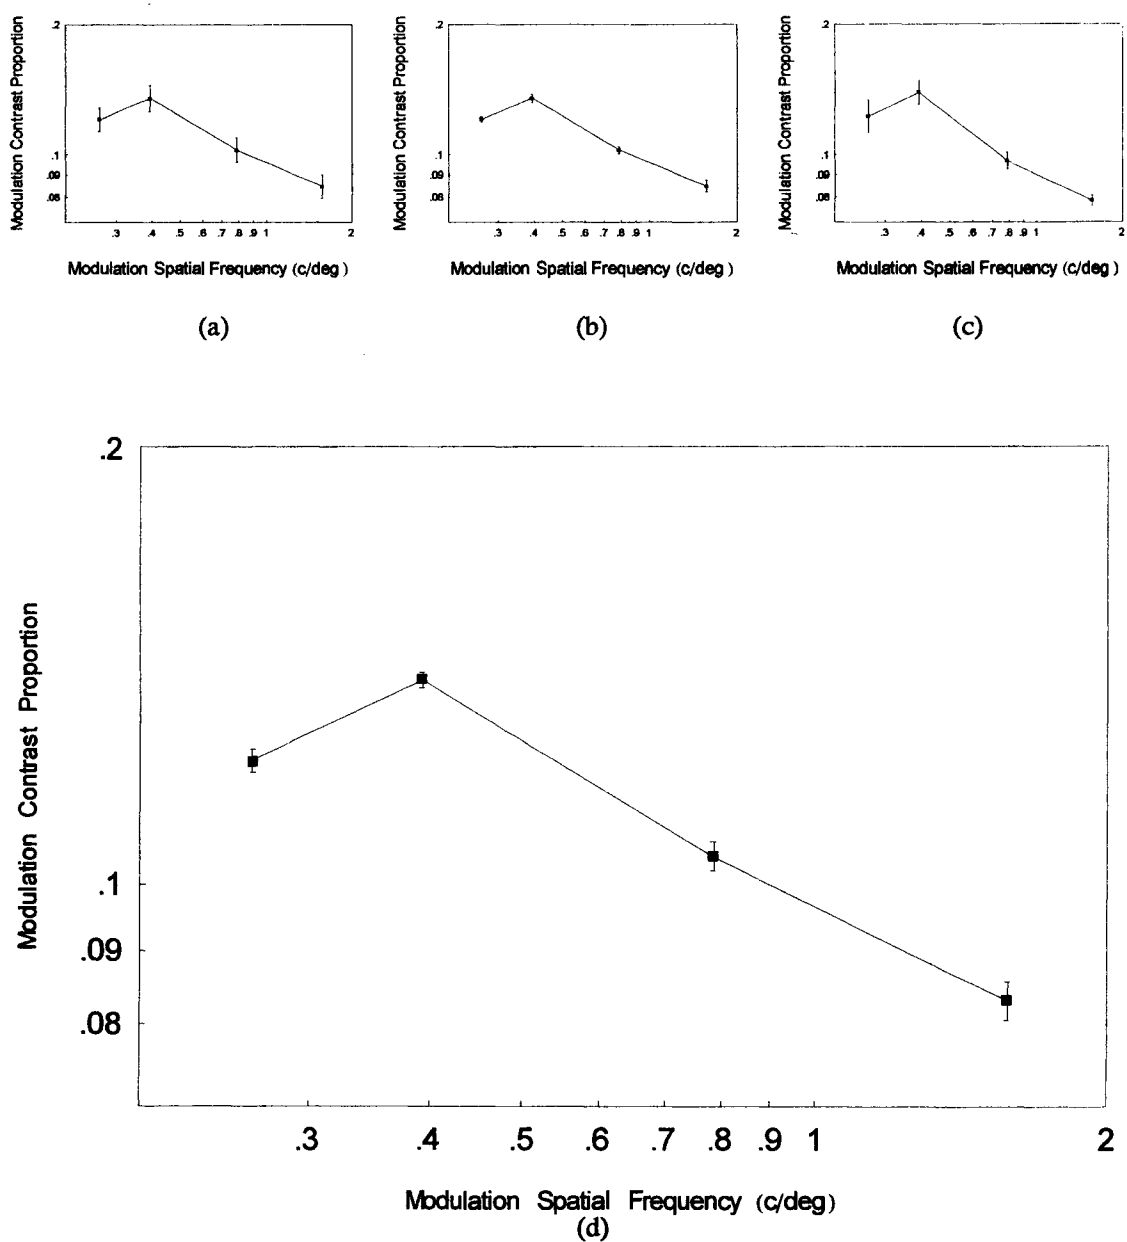 Modulation Contrast Proportion
.2
.1
.09
.08
.3 .4 .5 .6 .7 .8 .9 1 2
Modulation Spatial Frequency (c/deg)
(a)
Modulation Contrast Proportion
.2
.1
.09
.08
.3 .4 .5 .6 .7 .8 .9 1 2
Modulation Spatial Frequency (c/deg)
(b)
Modulation Contrast Proportion
.2
.1
.09
.08
.3 .4 .5 .6 .7 .8 .9 1 2
Modulation Spatial Frequency (c/deg)
(c)
Modulation Contrast Proportion
.2
.1
.09
.08
.3 .4 .5 .6 .7 .8 .9 1 2
Modulation Spatial Frequency (c/deg)
(d)